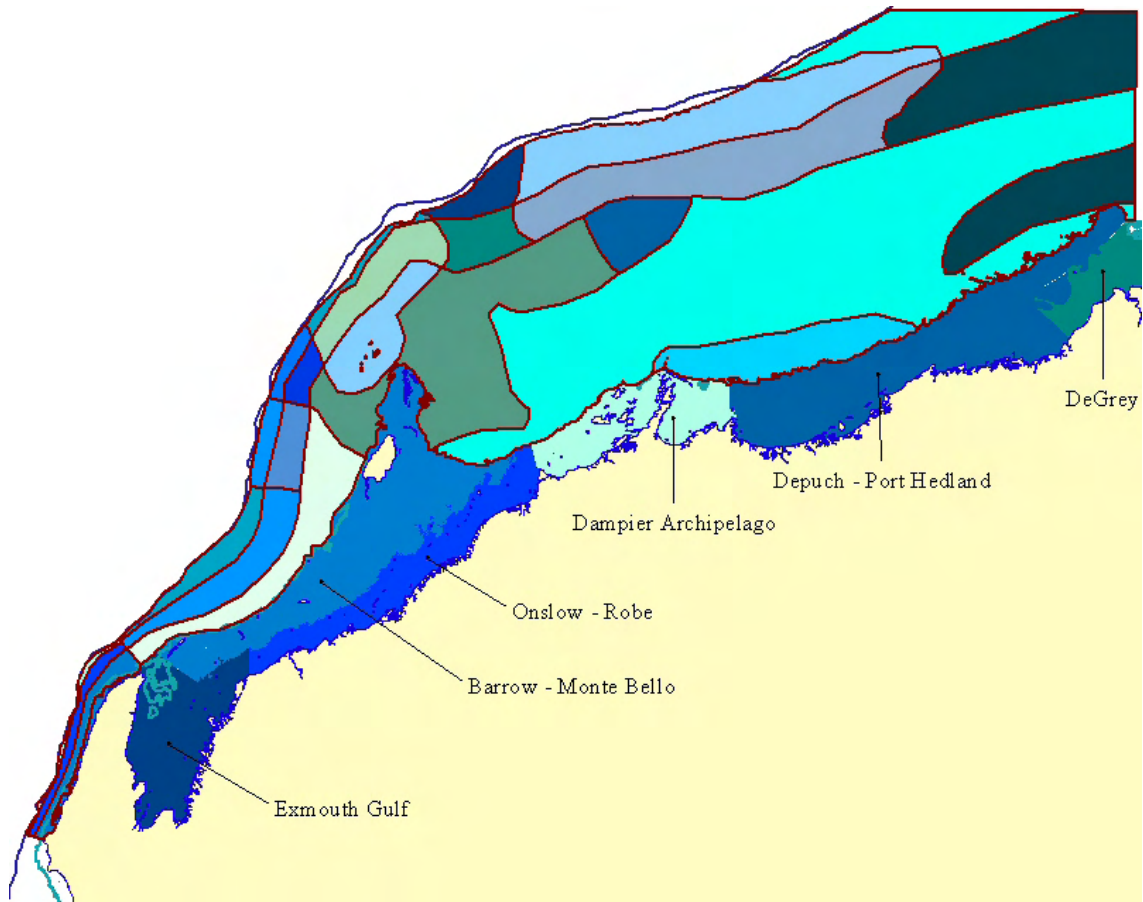 DeGrey
Depuch - Port Hedland
Dampier Archipelago
Onslow - Robe
Barrow - Monte Bello
Exmouth Gulf